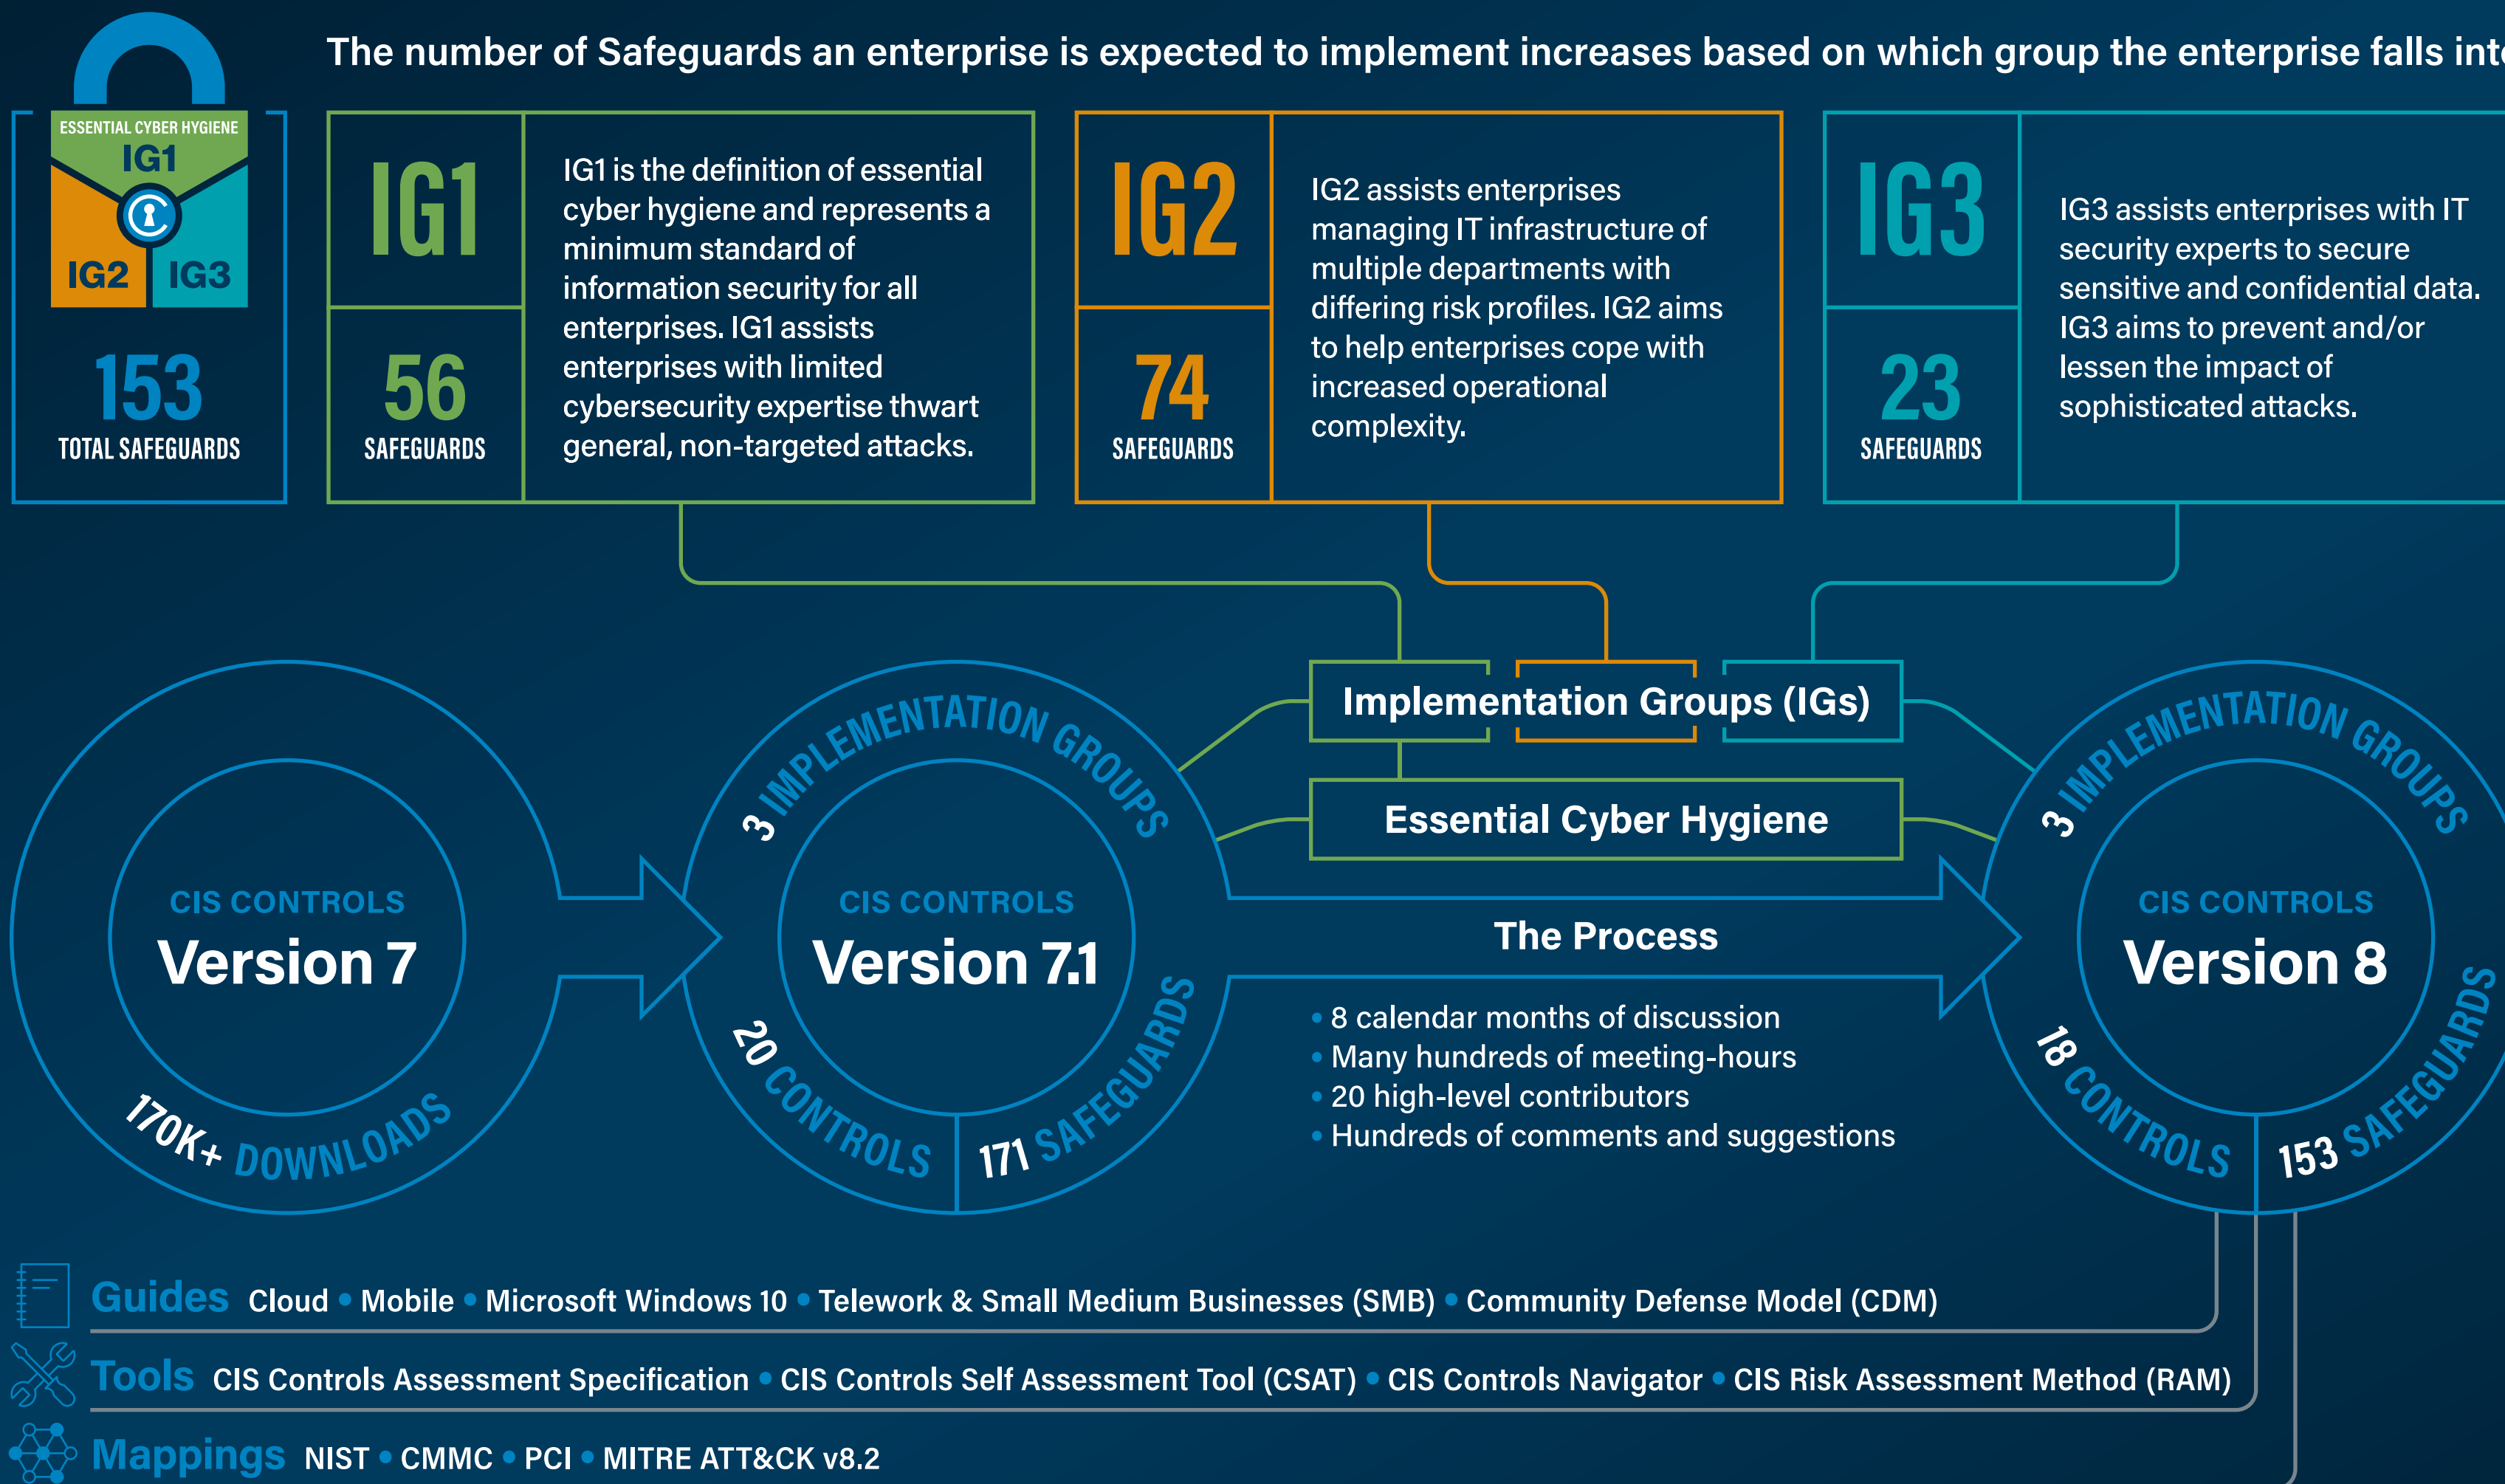 The number of Safeguards an enterprise is expected to implement increases based on which group the enterprise falls
ESSENTIAL CYBER HYGIENE
IG1
IG2
IG3
153
TOTAL SAFEGUARDS
IG1
56
SAFEGUARDS
IG1 is the definition of essential
cyber hygiene and represents a
minimum standard of
information security for all
enterprises. IG1 assists
enterprises with limited
cybersecurity expertise thwart
general, non-targeted attacks.
IG2
74
SAFEGUARDS
IG2 assists enterprises
managing IT infrastructure of
multiple departments with
differing risk profiles. IG2 aims
to help enterprises cope with
increased operational
complexity.
IG3
23
SAFEGUARDS
IG3 assists enterprises with IT
security experts to secure
sensitive and confidential data.
IG3 aims to prevent and/or
lessen the impact of
sophisticated attacks.
Implementation Groups (IGs)
Essential Cyber Hygiene
CIS CONTROLS
Version 7
170K+ DOWNLOADS
3 IMPLEMENTATION GROUPS
CIS CONTROLS
Version 7.1
20 CONTROLS
171 SAFEGUARDS
The Process
• 8 calendar months of discussion
• Many hundreds of meeting-hours
• 20 high-level contributors
• Hundreds of comments and suggestions
3 IMPLEMENTATION GROUPS
CIS CONTROLS
Version 8
18 CONTROLS
153 SAFEGUARDS
Guides Cloud • Mobile • Microsoft Windows 10 • Telework & Small Medium Businesses (SMB) • Community Defense Model (CDM)
Tools CIS Controls Assessment Specification • CIS Controls Self Assessment Tool (CSAT) • CIS Controls Navigator • CIS Risk Assessment Method (RAM)
Mappings NIST • CMMC • PCI • MITRE ATT&CK v8.2